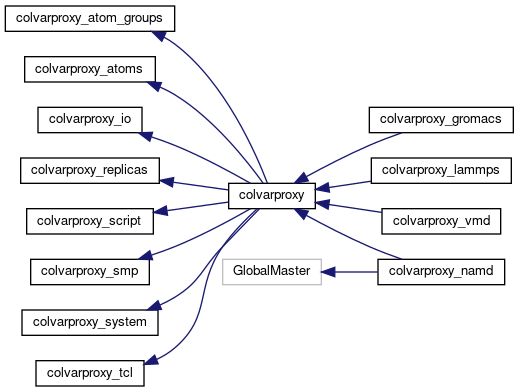 colvarproxy_atom_groups
colvarproxy_atoms
colvarproxy_io
colvarproxy_replicas
colvarproxy_script
colvarproxy_smp
colvarproxy_system
colvarproxy_tcl
colvarproxy
GlobalMaster
colvarproxy_gromacs
colvarproxy_lammps
colvarproxy_vmd
colvarproxy_namd